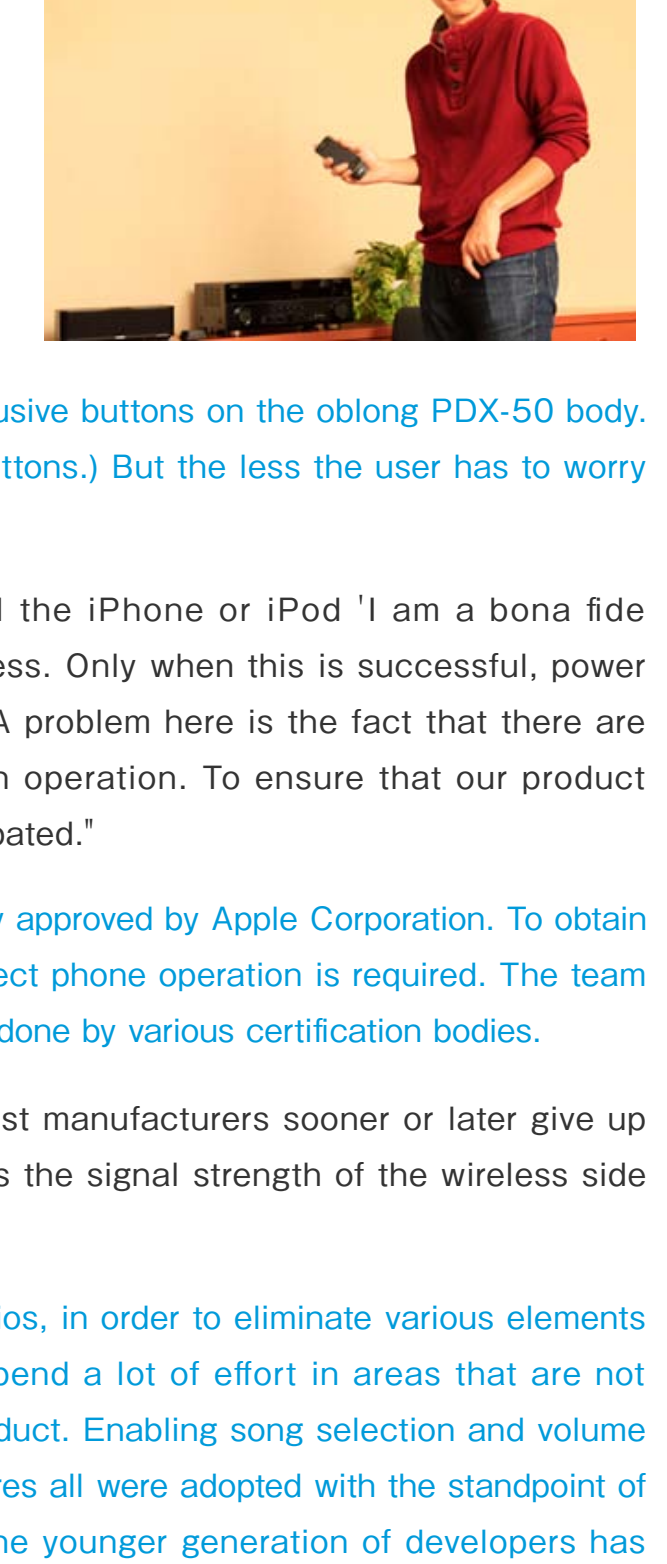 usive buttons on the oblong PDX-50 body.
ttons.) But the less the user has to worry
the iPhone or iPod 'I am a bona fide
ess. Only when this is successful, power
A problem here is the fact that there are
n operation. To ensure that our product
pated."
approved by Apple Corporation. To obtain
ect phone operation is required. The team
done by various certification bodies.
st manufacturers sooner or later give up
s the signal strength of the wireless side
ios, in order to eliminate various elements
pend a lot of effort in areas that are not
duct. Enabling song selection and volume
res all were adopted with the standpoint of
he younger generation of developers has